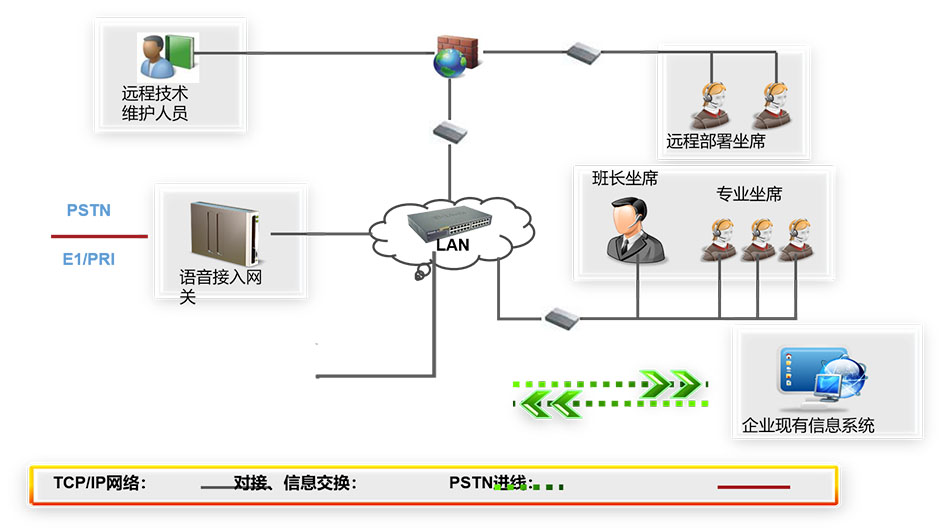 远程技术
维护人员
远程部署坐席
班长坐席
专业坐席
PSTN
E1/PRI
语音接入网
关
LAN
企业现有信息系统
TCP/IP网络： 对接、信息交换： PSTN进线：